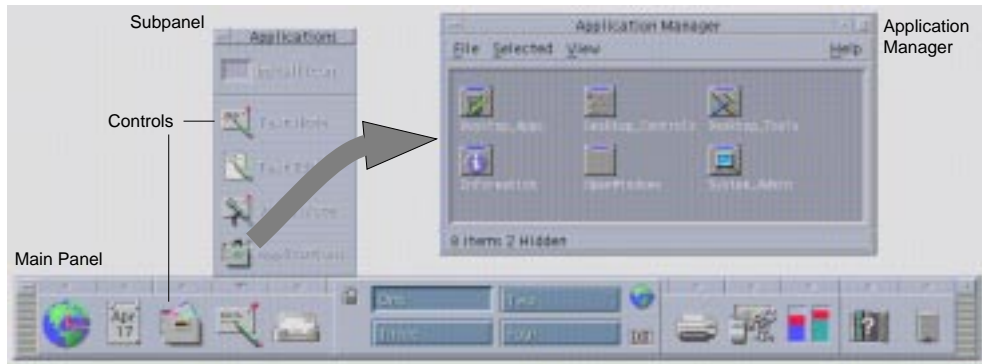 Subpanel
Applications
Controls
Application Manager
File Selected View Help
Desktop_Apps Desktop_Controls Desktop_Tools
Information OpenWindows System_Admin
8 Items 2 Hidden
Application
Manager
Main Panel
Apr
17
One Two
Three Four
EXIT